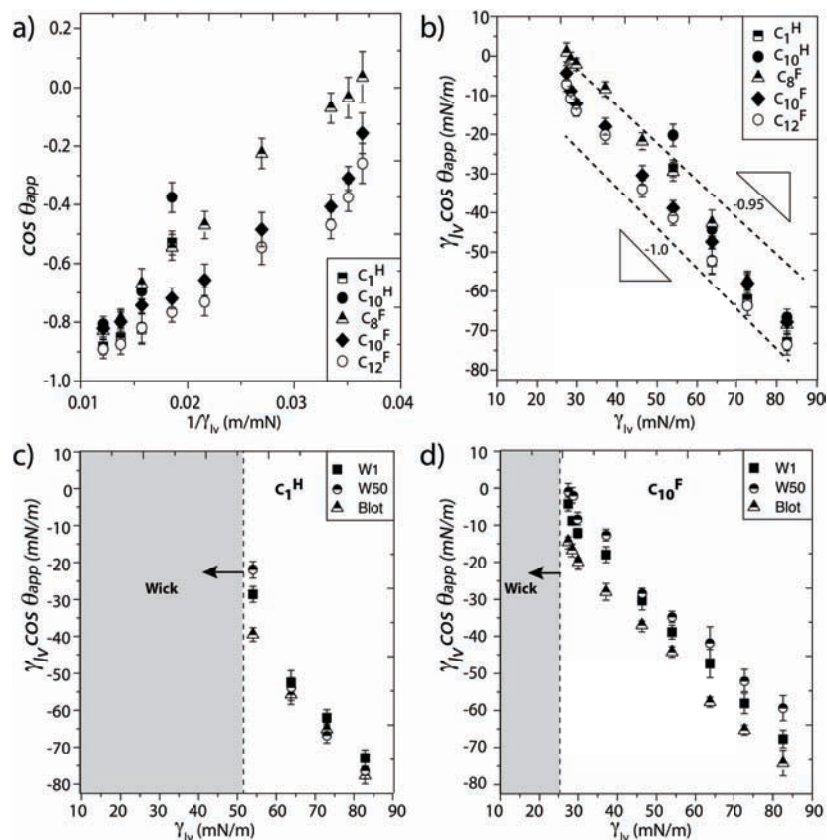 a)
cos θapp
0.2
0.0
-0.2
-0.4
-0.6
-0.8
-1.0
0.01 0.02 0.03 0.04
1/γlv (m/mN)
C1H
C10H
C8F
C10F
C12F
b)
γlv cos θapp (mN/m)
10
0
-10
-20
-30
-40
-50
-60
-70
-80
10 20 30 40 50 60 70 80 90
γlv (mN/m)
C1H
C10H
C8F
C10F
C12F
-0.95
-1.0
c)
γlv cos θapp (mN/m)
10
0
-10
-20
-30
-40
-50
-60
-70
-80
10 20 30 40 50 60 70 80 90
γlv (mN/m)
C1H
W1
W50
Blot
Wick
d)
γlv cos θapp (mN/m)
10
0
-10
-20
-30
-40
-50
-60
-70
-80
10 20 30 40 50 60 70 80 90
γlv (mN/m)
C10F
W1
W50
Blot
Wick